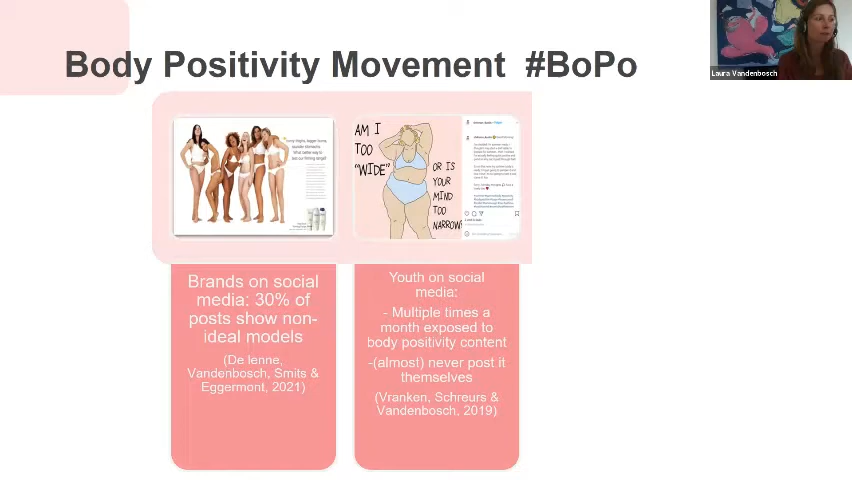 Body Positivity Movement #BoPo
Laura Vandenbosch
AM I
TOO
"WIDE"
OR IS
YOUR
MIND
TOO
NARROW?
Brands on social
media: 30% of
posts show non-
ideal models
(De Ienne,
Vandenbosch, Smits &
Eggermont, 2021)
Youth on social
media:
- Multiple times a
month exposed to
body positivity content
-(almost) never post it
themselves
(Vranken, Schreurs &
Vandenbosch, 2019)